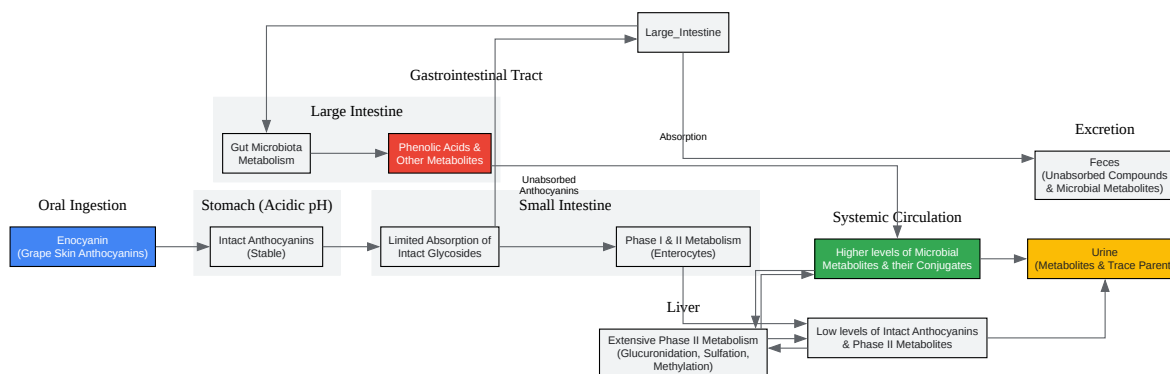 Large_Intestine
Gastrointestinal Tract
Large Intestine
Absorption
Excretion
Gut Microbiota
Metabolism
Phenolic Acids &
Other Metabolites
Feces
(Unabsorbed Compounds
& Microbial Metabolites)
Unabsorbed
Anthocyanins
Oral Ingestion
Stomach (Acidic pH)
Small Intestine
Systemic Circulation
Enocyanin
(Grape Skin Anthocyanins)
Intact Anthocyanins
(Stable)
Limited Absorption of
Intact Glycosides
Phase I & II Metabolism
(Enterocytes)
Higher levels of Microbial
Metabolites & their Conjugates
Urine
(Metabolites & Trace Parent)
Liver
Extensive Phase II Metabolism
(Glucuronidation, Sulfation,
Methylation)
Low levels of Intact Anthocyanins
& Phase II Metabolites